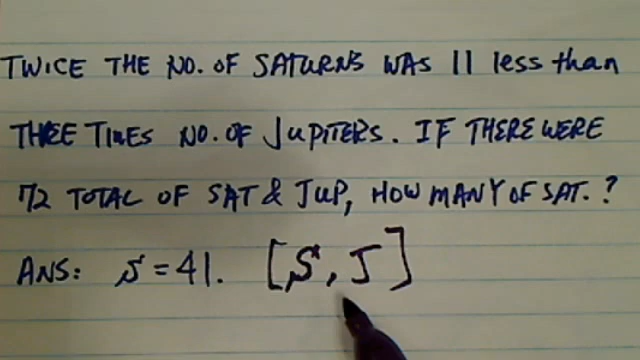 TWICE THE NO. OF SATURNS WAS 11 less than
THREE TIMES NO. OF JUPITERS. IF THERE WERE
72 TOTAL OF SAT & JUP, HOW MANY OF SAT.?
ANS: S = 41. [S, J]